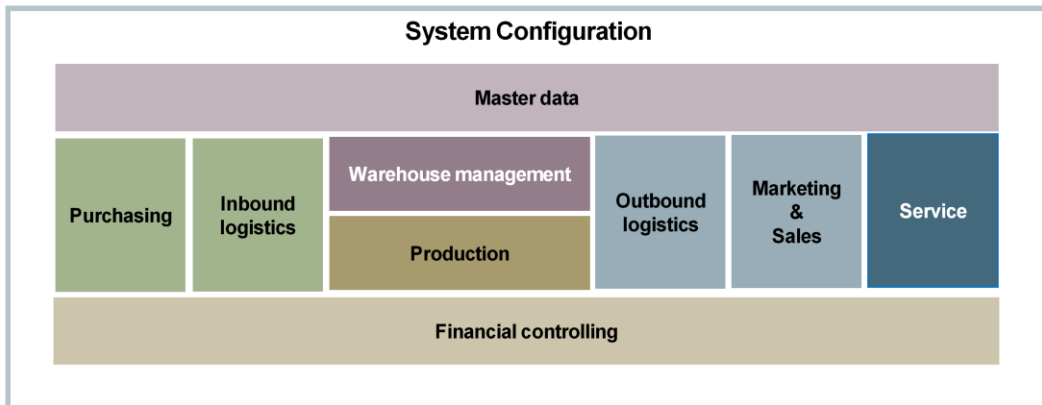 System Configuration
Master data
Purchasing
Inbound
logistics
Warehouse management
Production
Outbound
logistics
Marketing
&
Sales
Service
Financial controlling